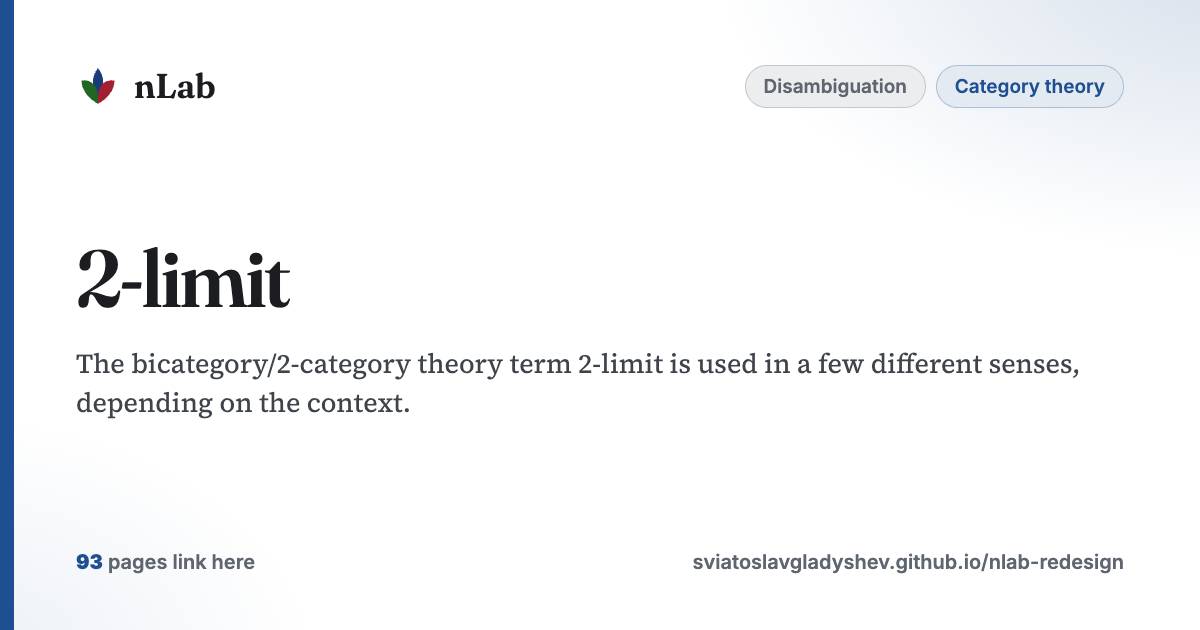 nLab
Disambiguation
Category theory
2-limit
The bicategory/2-category theory term 2-limit is used in a few different senses,
depending on the context.
93 pages link here
sviatoslavgladyshev.github.io/nlab-redesign